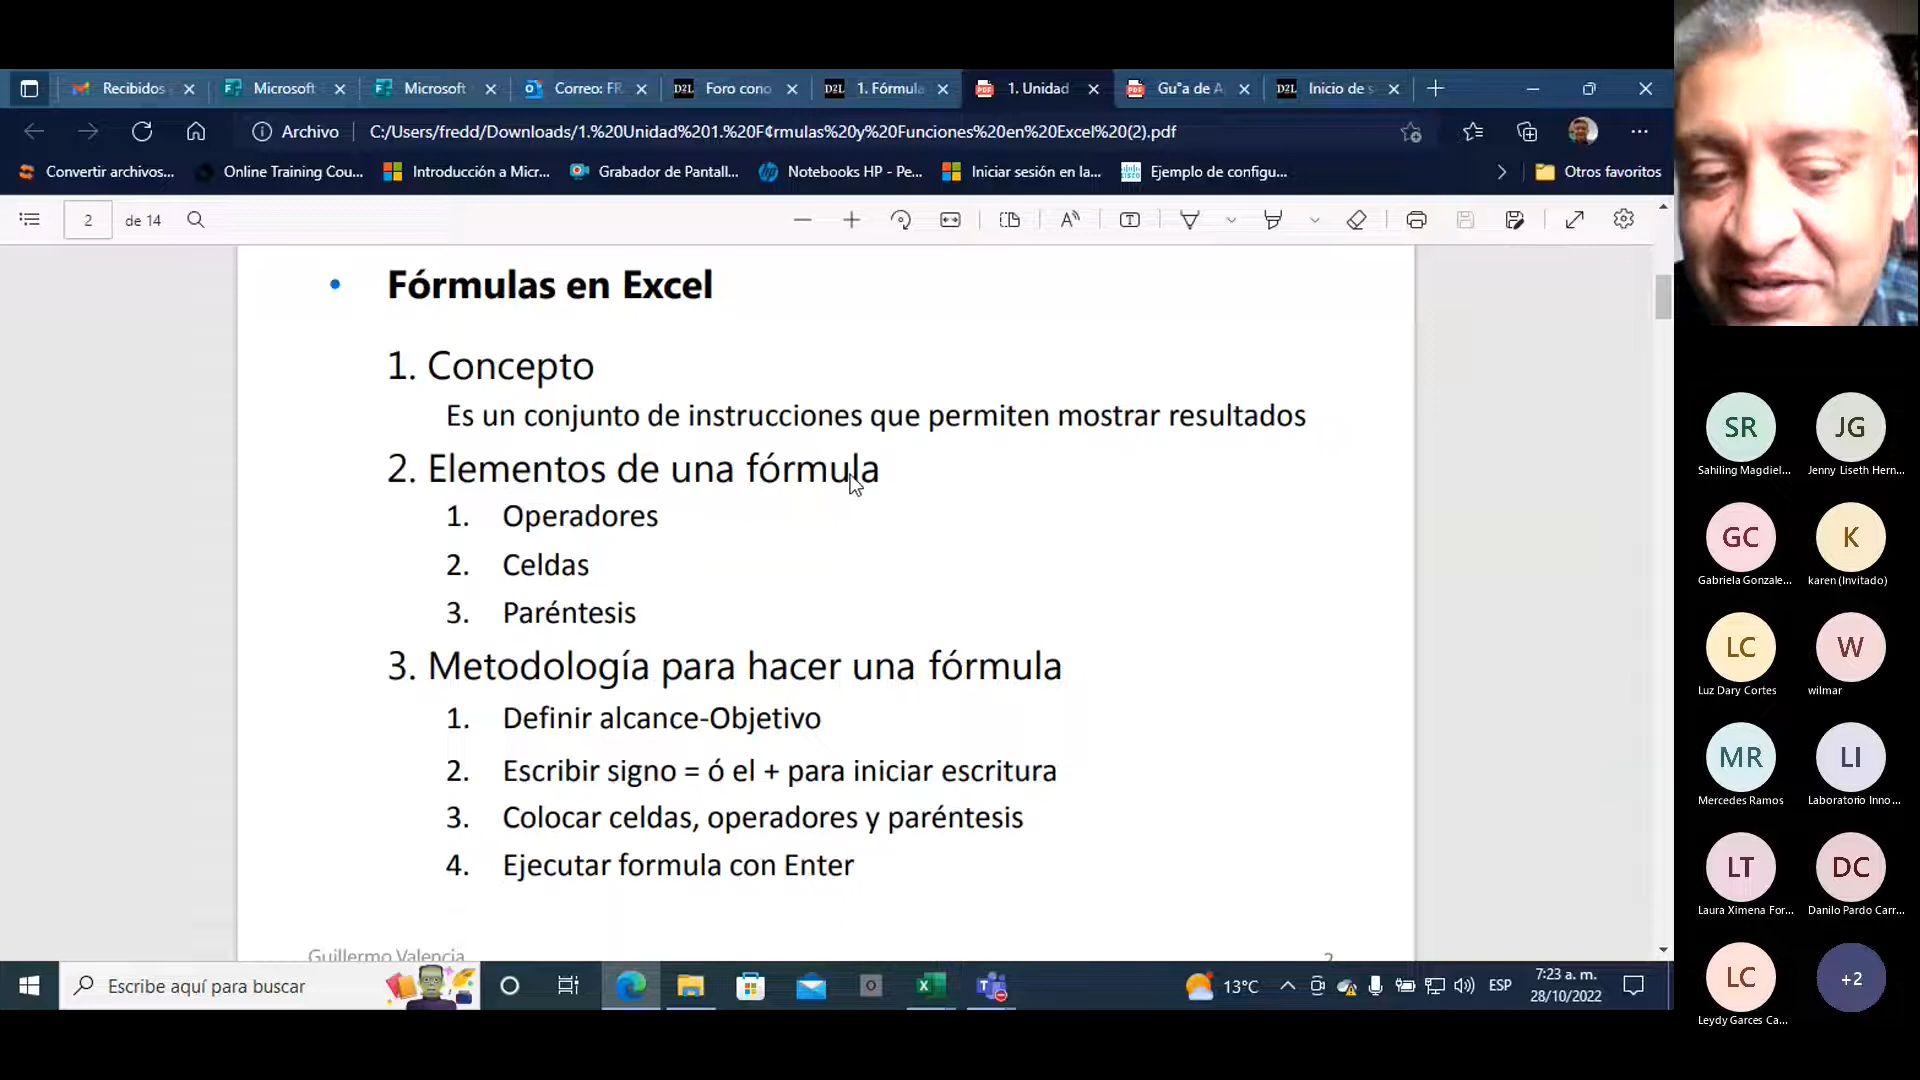 Recibidos
Microsoft
Microsoft
Correo: FR
Foro cono
1. Fórmula
1. Unidad
Gu°a de A
Inicio de s
Archivo
C:/Users/fredd/Downloads/1.%20Unidad%201.%20F¢rmulas%20y%20Funciones%20en%20Excel%20(2).pdf
Convertir archivos...
Online Training Cou...
Introducción a Micr...
Grabador de Pantall...
Notebooks HP - Pe...
Iniciar sesión en la...
Ejemplo de configu...
Otros favoritos
2 de 14
• Fórmulas en Excel
1. Concepto
Es un conjunto de instrucciones que permiten mostrar resultados
2. Elementos de una fórmula
1. Operadores
2. Celdas
3. Paréntesis
3. Metodología para hacer una fórmula
1. Definir alcance-Objetivo
2. Escribir signo = ó el + para iniciar escritura
3. Colocar celdas, operadores y paréntesis
4. Ejecutar formula con Enter
Guillermo Valencia
2
Escribe aquí para buscar
13°C
ESP
7:23 a. m.
28/10/2022
SR
Sahiling Magdiel...
JG
Jenny Liseth Hern...
GC
Gabriela Gonzale...
K
karen (Invitado)
LC
Luz Dary Cortes
W
wilmar
MR
Mercedes Ramos
LI
Laboratorio Inno...
LT
Laura Ximena For...
DC
Danilo Pardo Carr...
LC
Leydy Garces Ca...
+2